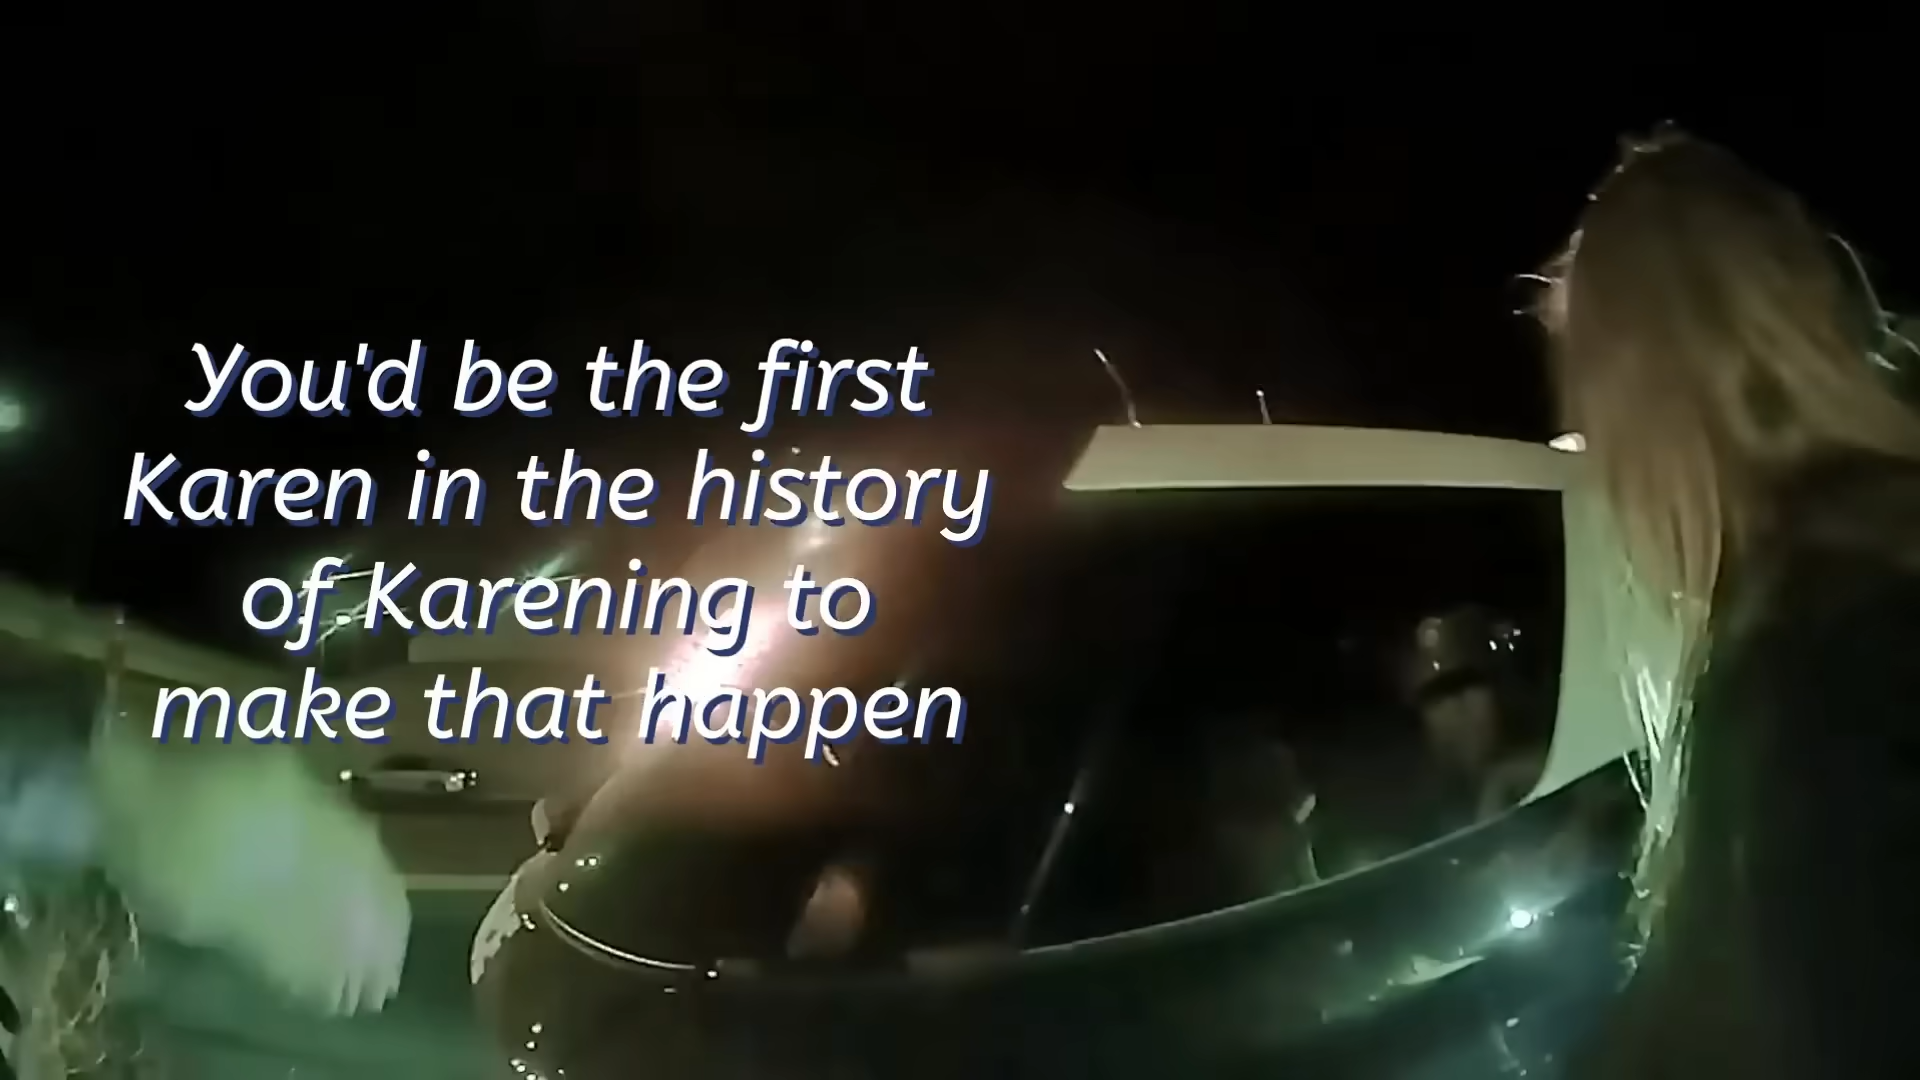 You'd be the first
Karen in the history
of Karening to
make that happen